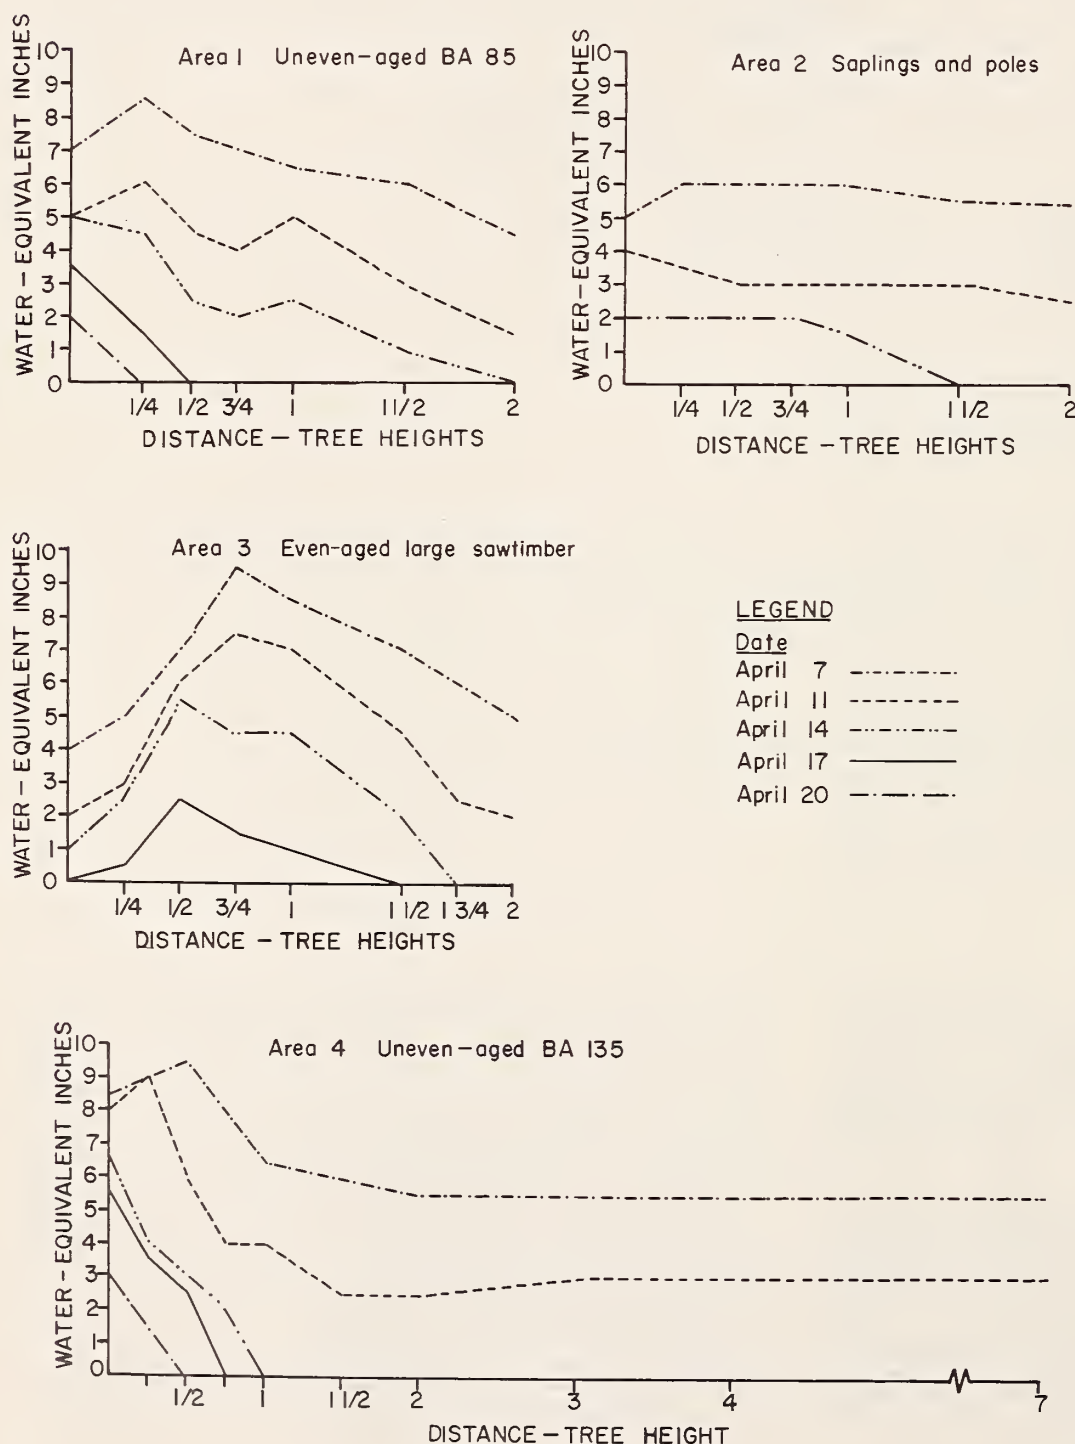 Area 1 Uneven-aged BA 85
WATER-EQUIVALENT INCHES
10
9
8
7
6
5
4
3
2
1
0
1/4 1/2 3/4 1 1 1/2 2
DISTANCE-TREE HEIGHTS
Area 2 Saplings and poles
WATER-EQUIVALENT INCHES
10
9
8
7
6
5
4
3
2
1
0
1/4 1/2 3/4 1 1 1/2 2
DISTANCE-TREE HEIGHTS
Area 3 Even-aged large sawtimber
WATER-EQUIVALENT INCHES
10
9
8
7
6
5
4
3
2
1
0
1/4 1/2 3/4 1 1 1/2 1 3/4 2
DISTANCE-TREE HEIGHTS
LEGEND
Date
April 7
April 11
April 14
April 17
April 20
Area 4 Uneven-aged BA 135
WATER-EQUIVALENT INCHES
10
9
8
7
6
5
4
3
2
1
0
1/2 1 1 1/2 2 3 4 7
DISTANCE-TREE HEIGHT